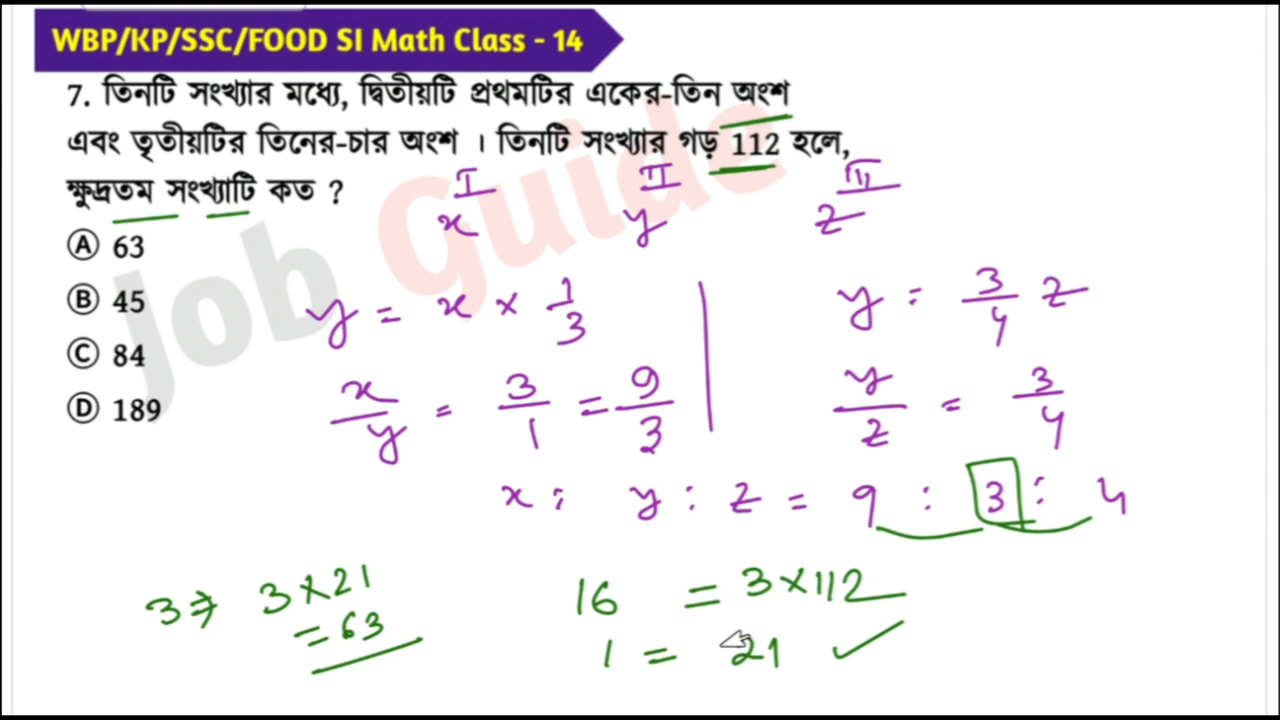 WBP/KP/SSC/FOOD SI Math Class - 14
7. তিনটি সংখ্যার মধ্যে, দ্বিতীয়টি প্রথমটির একের-তিন অংশ
এবং তৃতীয়টির তিনের-চার অংশ । তিনটি সংখ্যার গড় 112 হলে,
ক্ষুদ্রতম সংখ্যাটি কত ?
I II III
x y z
Ⓐ 63
Ⓑ 45
Ⓒ 84
Ⓓ 189
Job Guide
y = x × 1/3
y = 3/4 z
x/y = 3/1 = 9/3
y/z = 3/4
x : y : z = 9 : 3 : 4
3 ⇒ 3 × 21
= 63
16 = 3 × 112
1 = 21